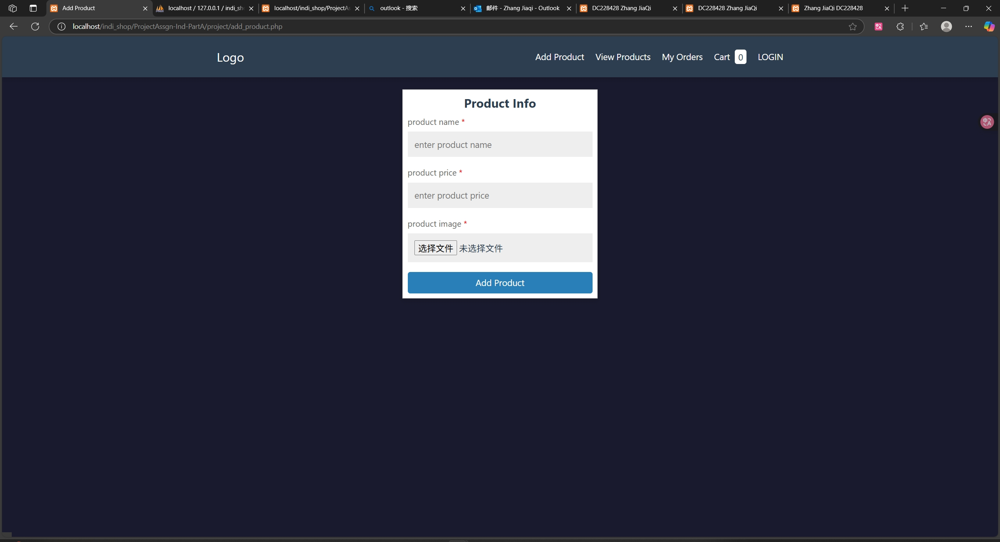 Add Product
localhost / 127.0.0.1 / indi_sh
localhost/indi_shop/ProjectAs
outlook - 搜索
邮件 - Zhang Jiaqi - Outlook
DC228428 Zhang JiaQi
DC228428 Zhang JiaQi
Zhang JiaQi DC228428
localhost/indi_shop/ProjectAssgn-Ind-PartA/project/add_product.php
Logo
Add Product
View Products
My Orders
Cart 0
LOGIN
Product Info
product name *
enter product name
product price *
enter product price
product image *
选择文件 未选择文件
Add Product